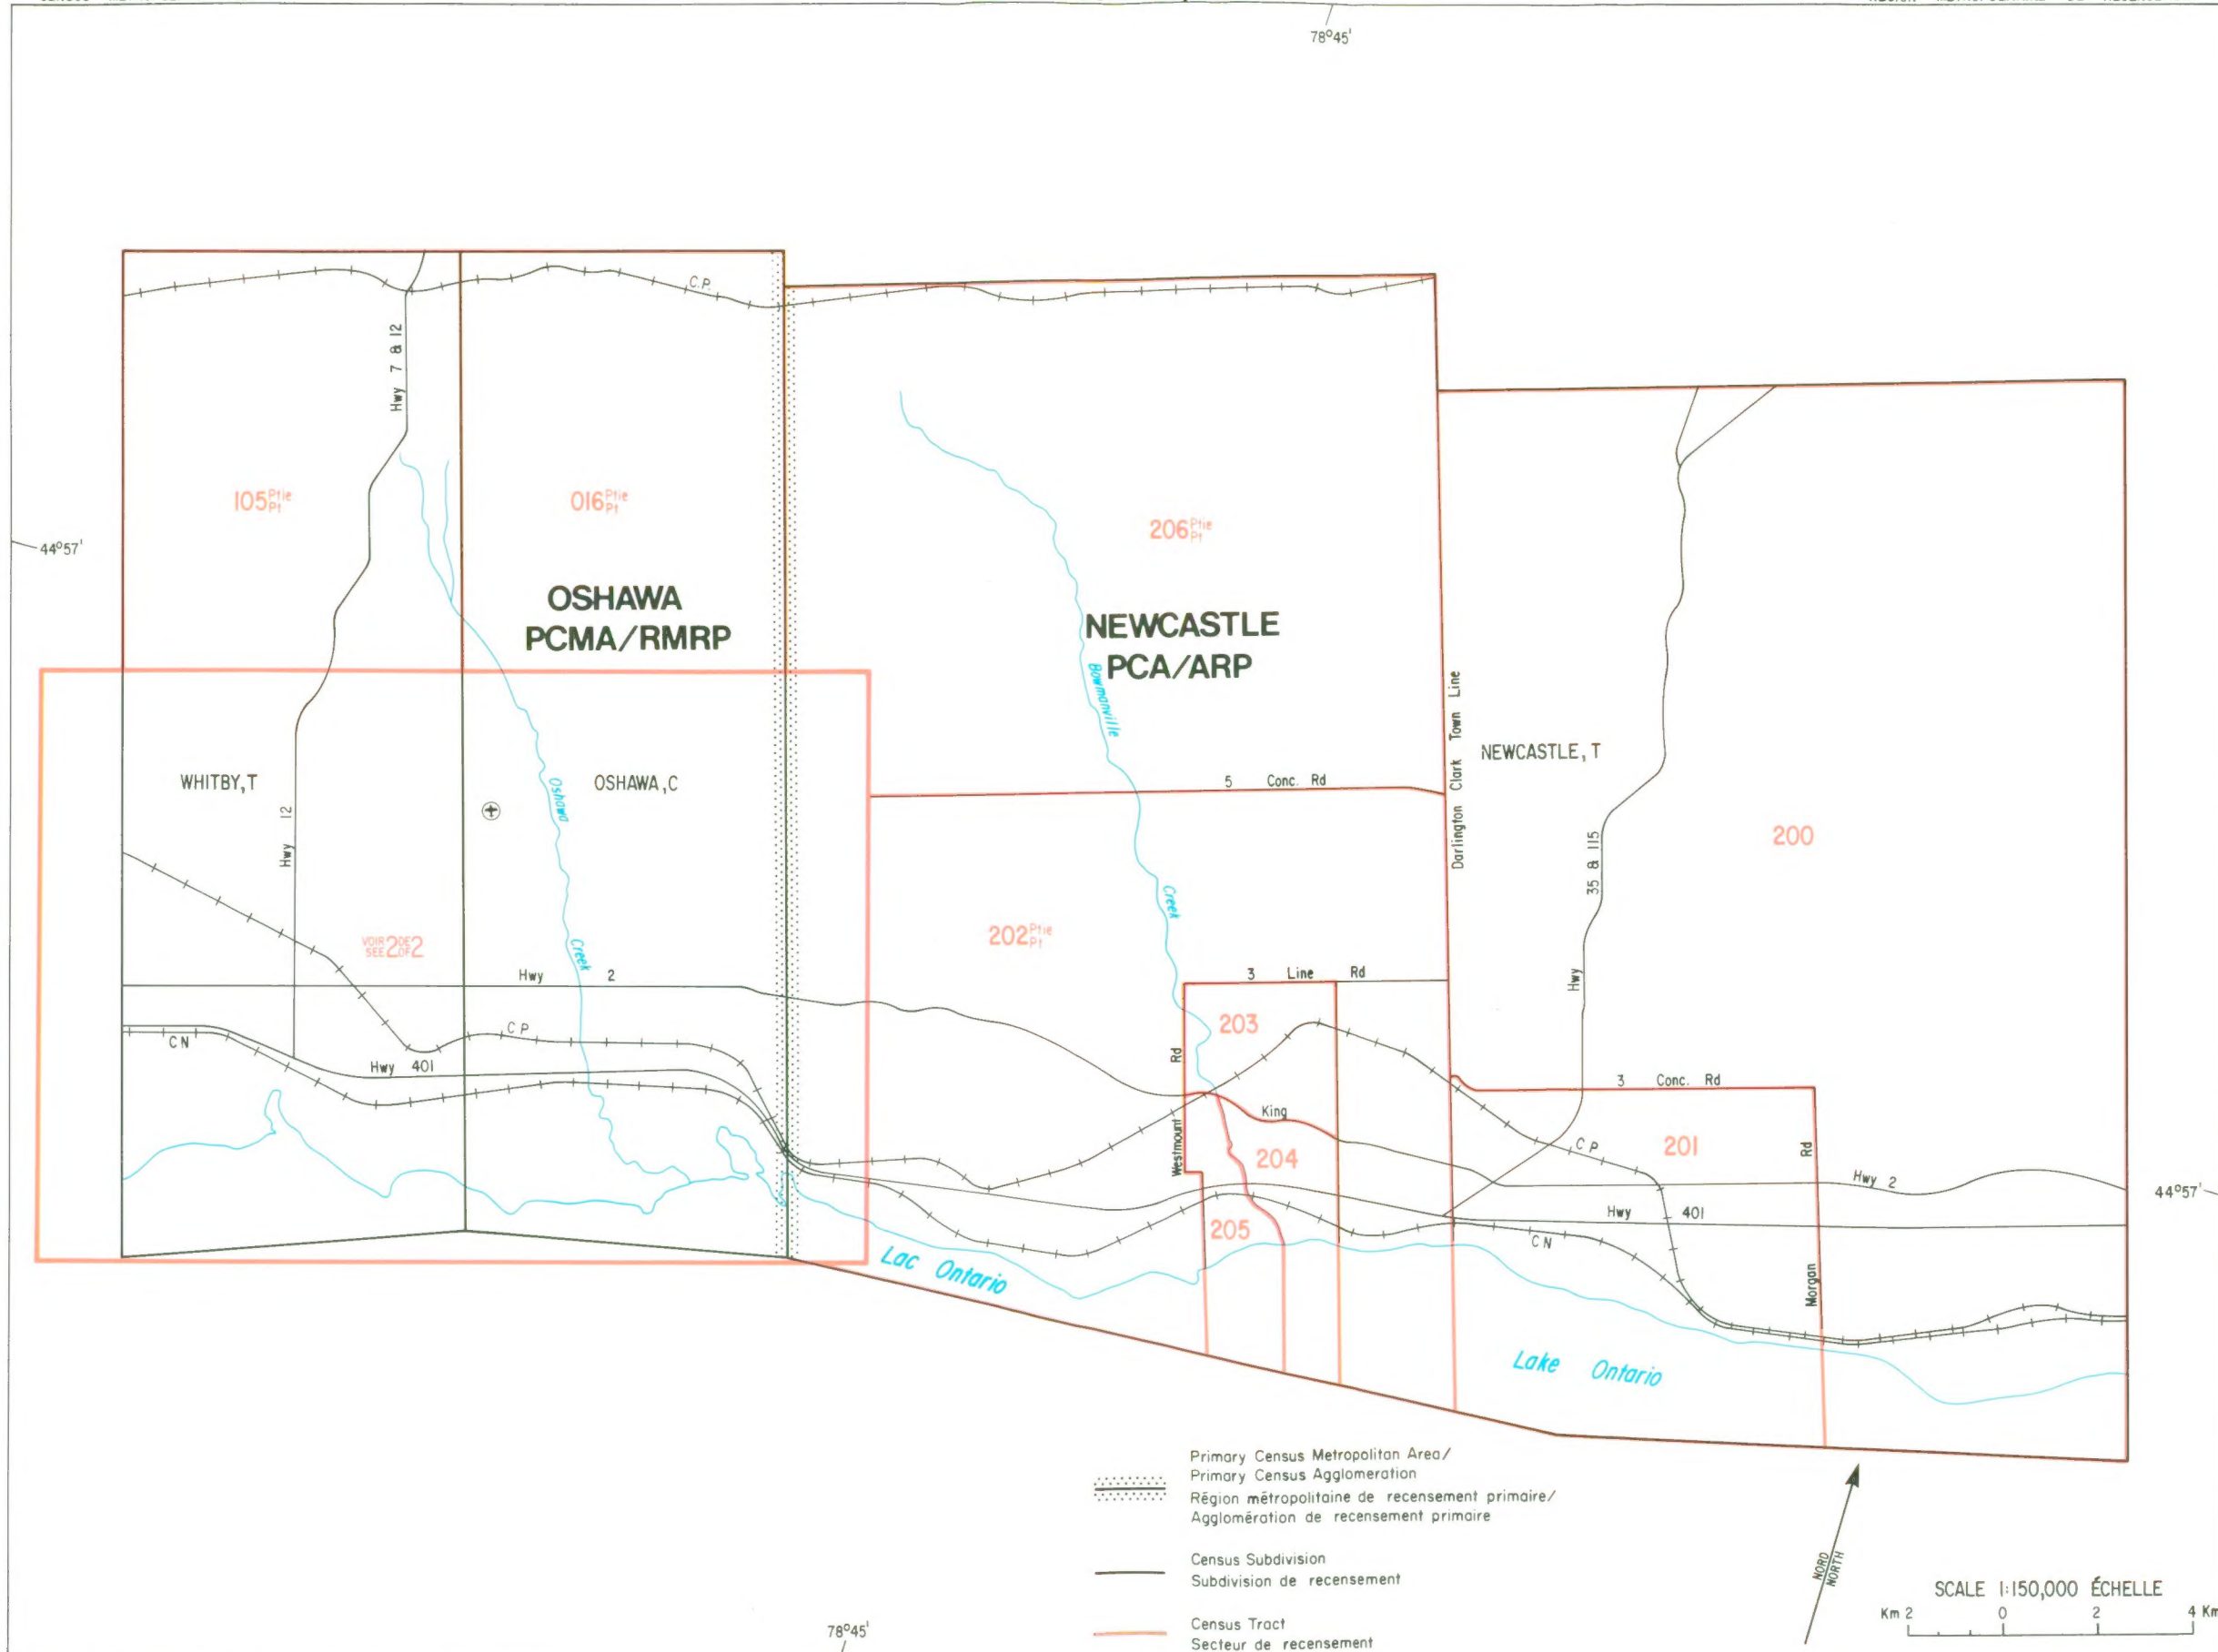 78°45'
C.P.
Hwy 7 & 12
105 Ptie Pt
016 Ptie Pt
206 Ptie Pt
44°57'
OSHAWA
PCMA/RMRP
NEWCASTLE
PCA/ARP
Bowmanville
Creek
Darlington Clark Town Line
NEWCASTLE, T
WHITBY, T
OSHAWA, C
Hwy 12
Oshawa
Creek
5 Conc. Rd
35 & 115
Hwy
200
VOIR 2 DE 2
SEE 2 OF 2
202 Ptie Pt
Hwy 2
3 Line Rd
203
CN
CP
Hwy 401
Westmount Rd
King
3 Conc. Rd
204
CP
201
Morgan Rd
Hwy 2
44°57'
205
Hwy 401
CN
Lac Ontario
Lake Ontario
Primary Census Metropolitan Area/
Primary Census Agglomeration
Région métropolitaine de recensement primaire/
Agglomération de recensement primaire
Census Subdivision
Subdivision de recensement
Census Tract
Secteur de recensement
NORD
NORTH
SCALE 1:150,000 ÉCHELLE
Km 2 0 2 4 Km
78°45'